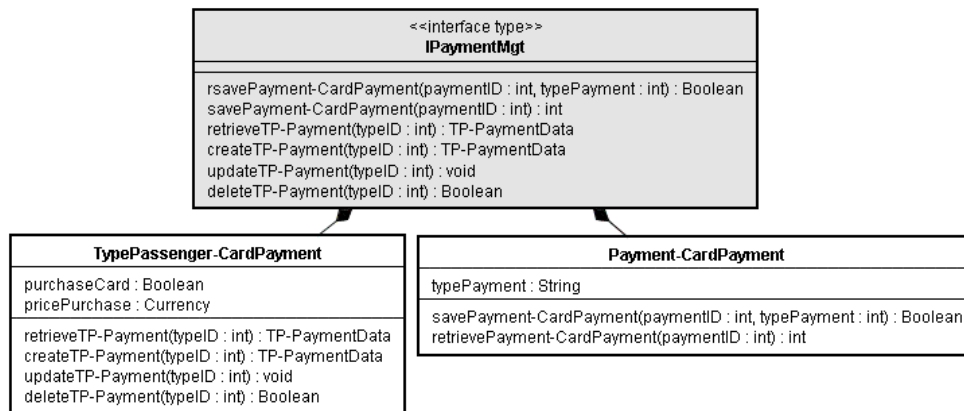 <<interface type>>
IPaymentMgt
rsavePayment-CardPayment(paymentID : int, typePayment : int) : Boolean
savePayment-CardPayment(paymentID : int) : int
retrieveTP-Payment(typeID : int) : TP-PaymentData
createTP-Payment(typeID : int) : TP-PaymentData
updateTP-Payment(typeID : int) : void
deleteTP-Payment(typeID : int) : Boolean
TypePassenger-CardPayment
purchaseCard : Boolean
pricePurchase : Currency
retrieveTP-Payment(typeID : int) : TP-PaymentData
createTP-Payment(typeID : int) : TP-PaymentData
updateTP-Payment(typeID : int) : void
deleteTP-Payment(typeID : int) : Boolean
Payment-CardPayment
typePayment : String
savePayment-CardPayment(paymentID : int, typePayment : int) : Boolean
retrievePayment-CardPayment(paymentID : int) : int